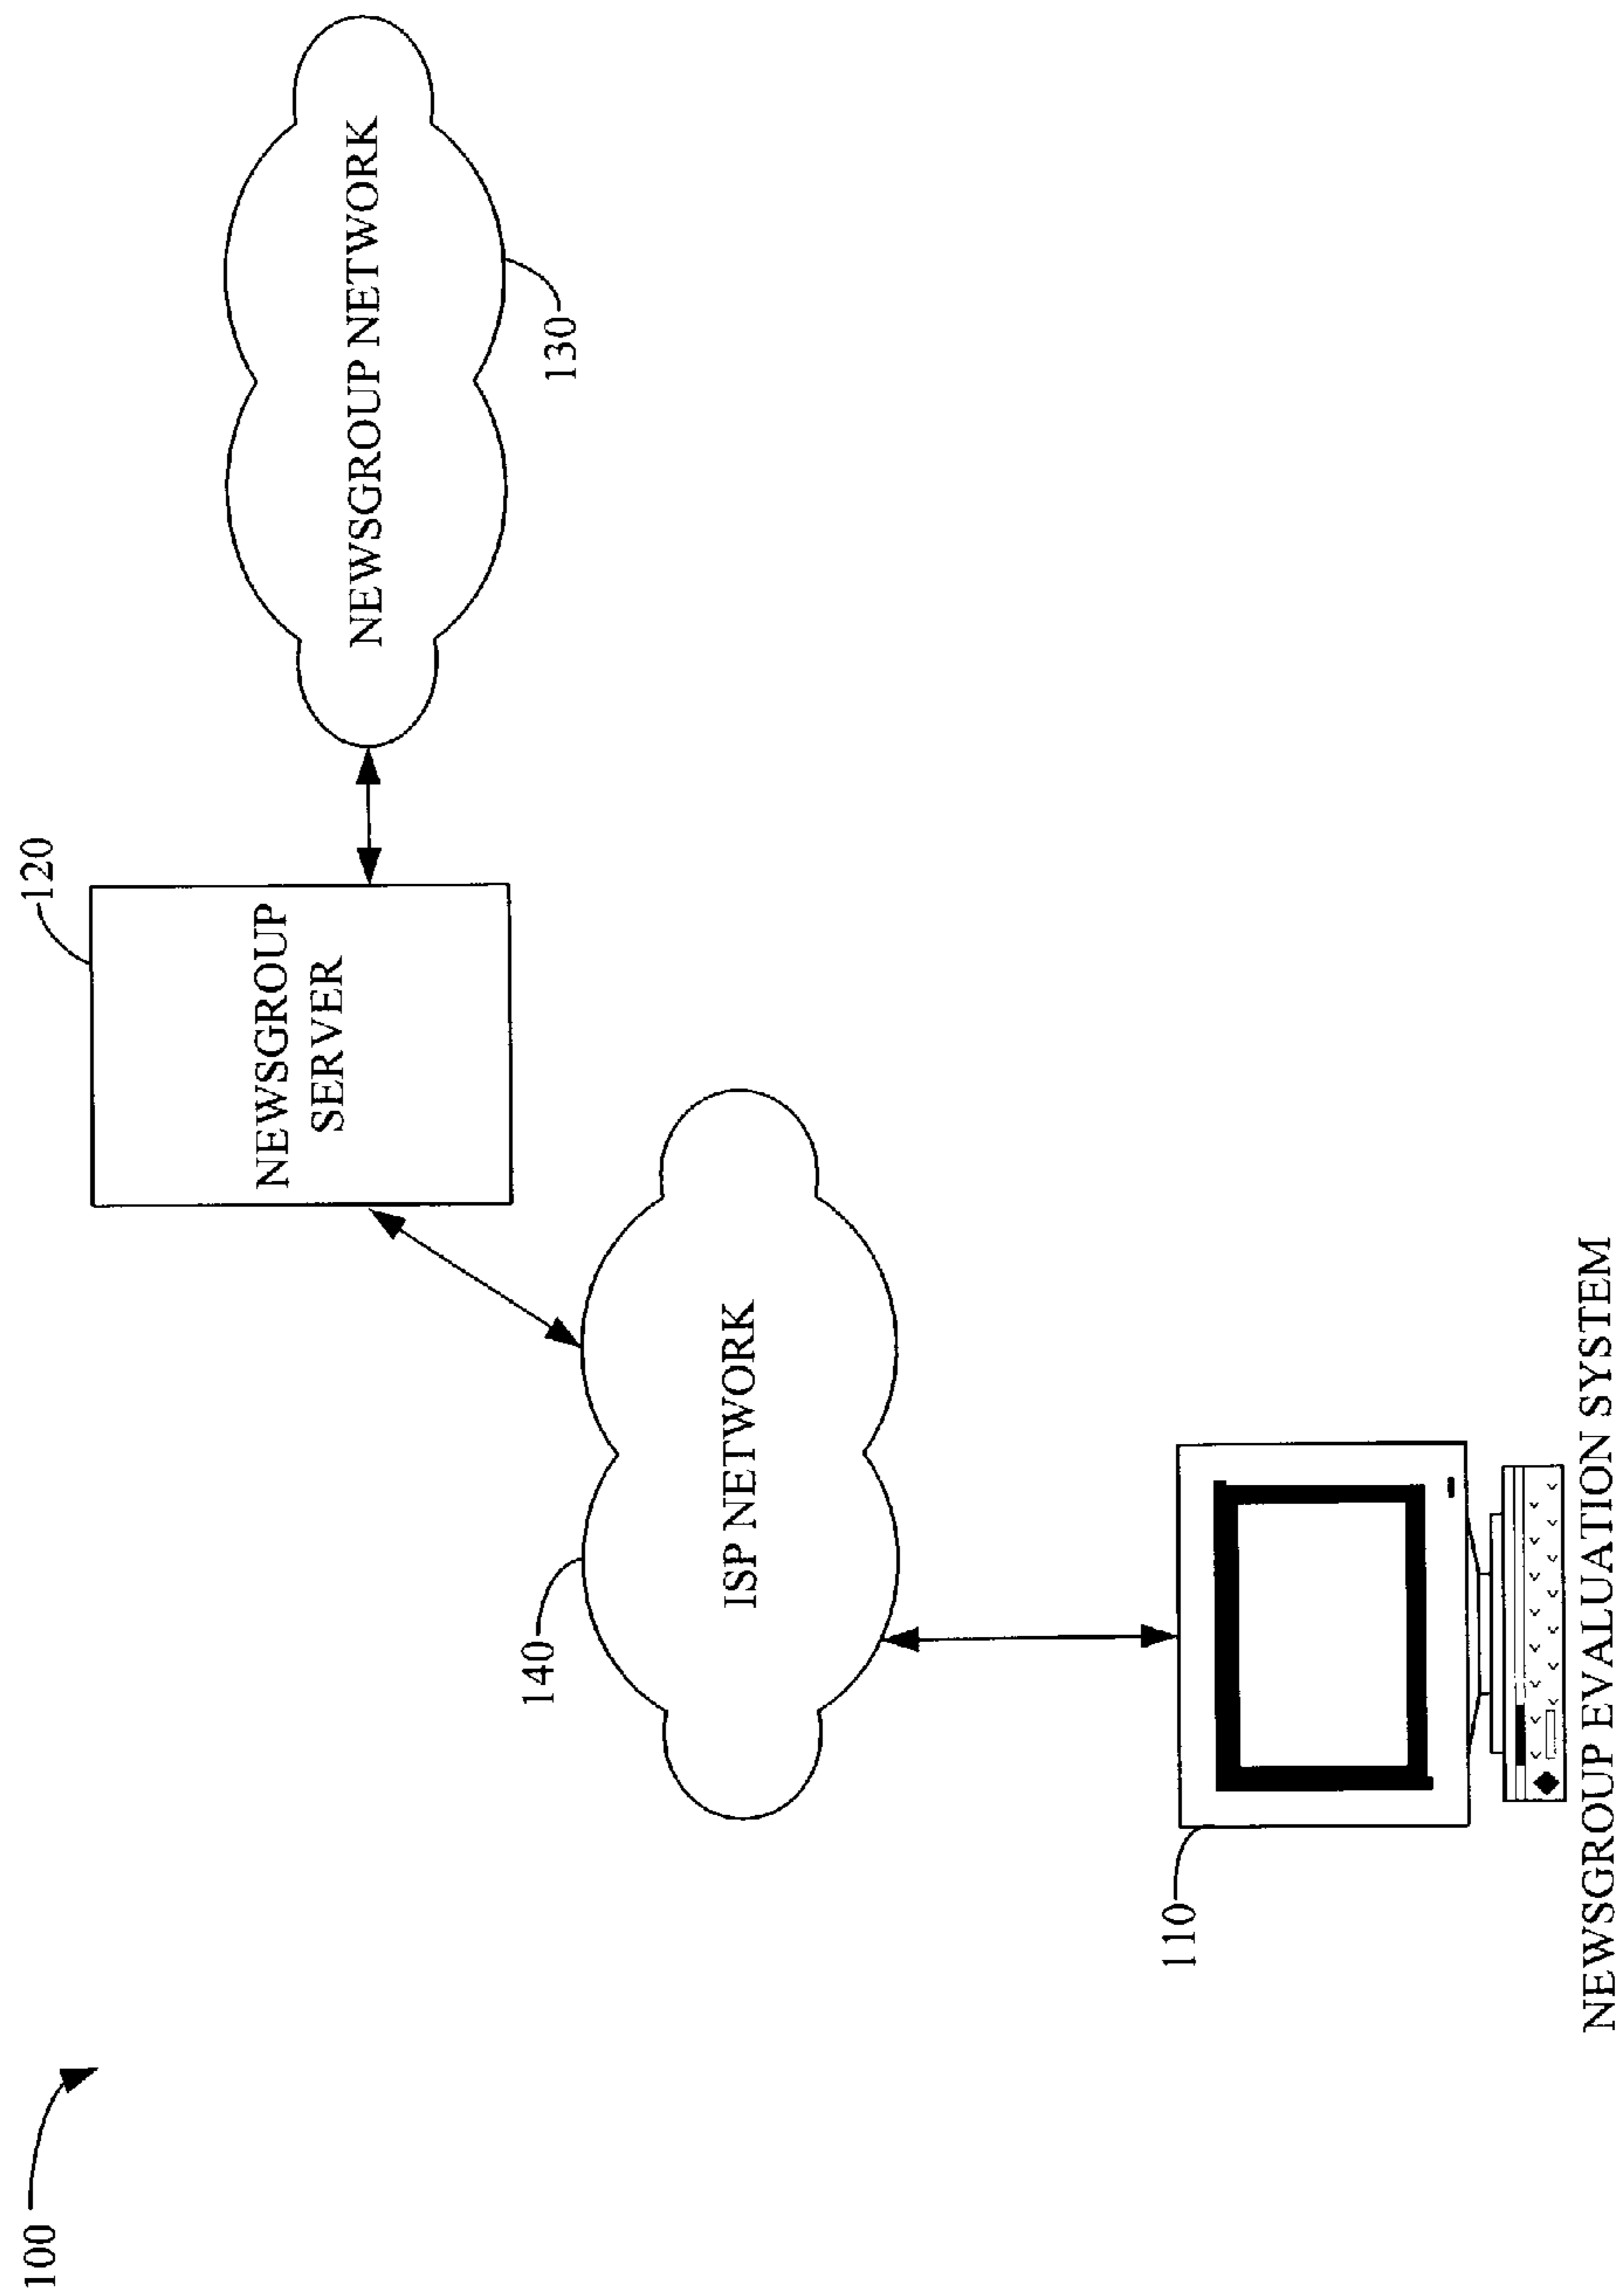 100
120
NEWSGROUP
SERVER
NEWSGROUP NETWORK
130
140
ISP NETWORK
110
NEWSGROUP EVALUATION SYSTEM